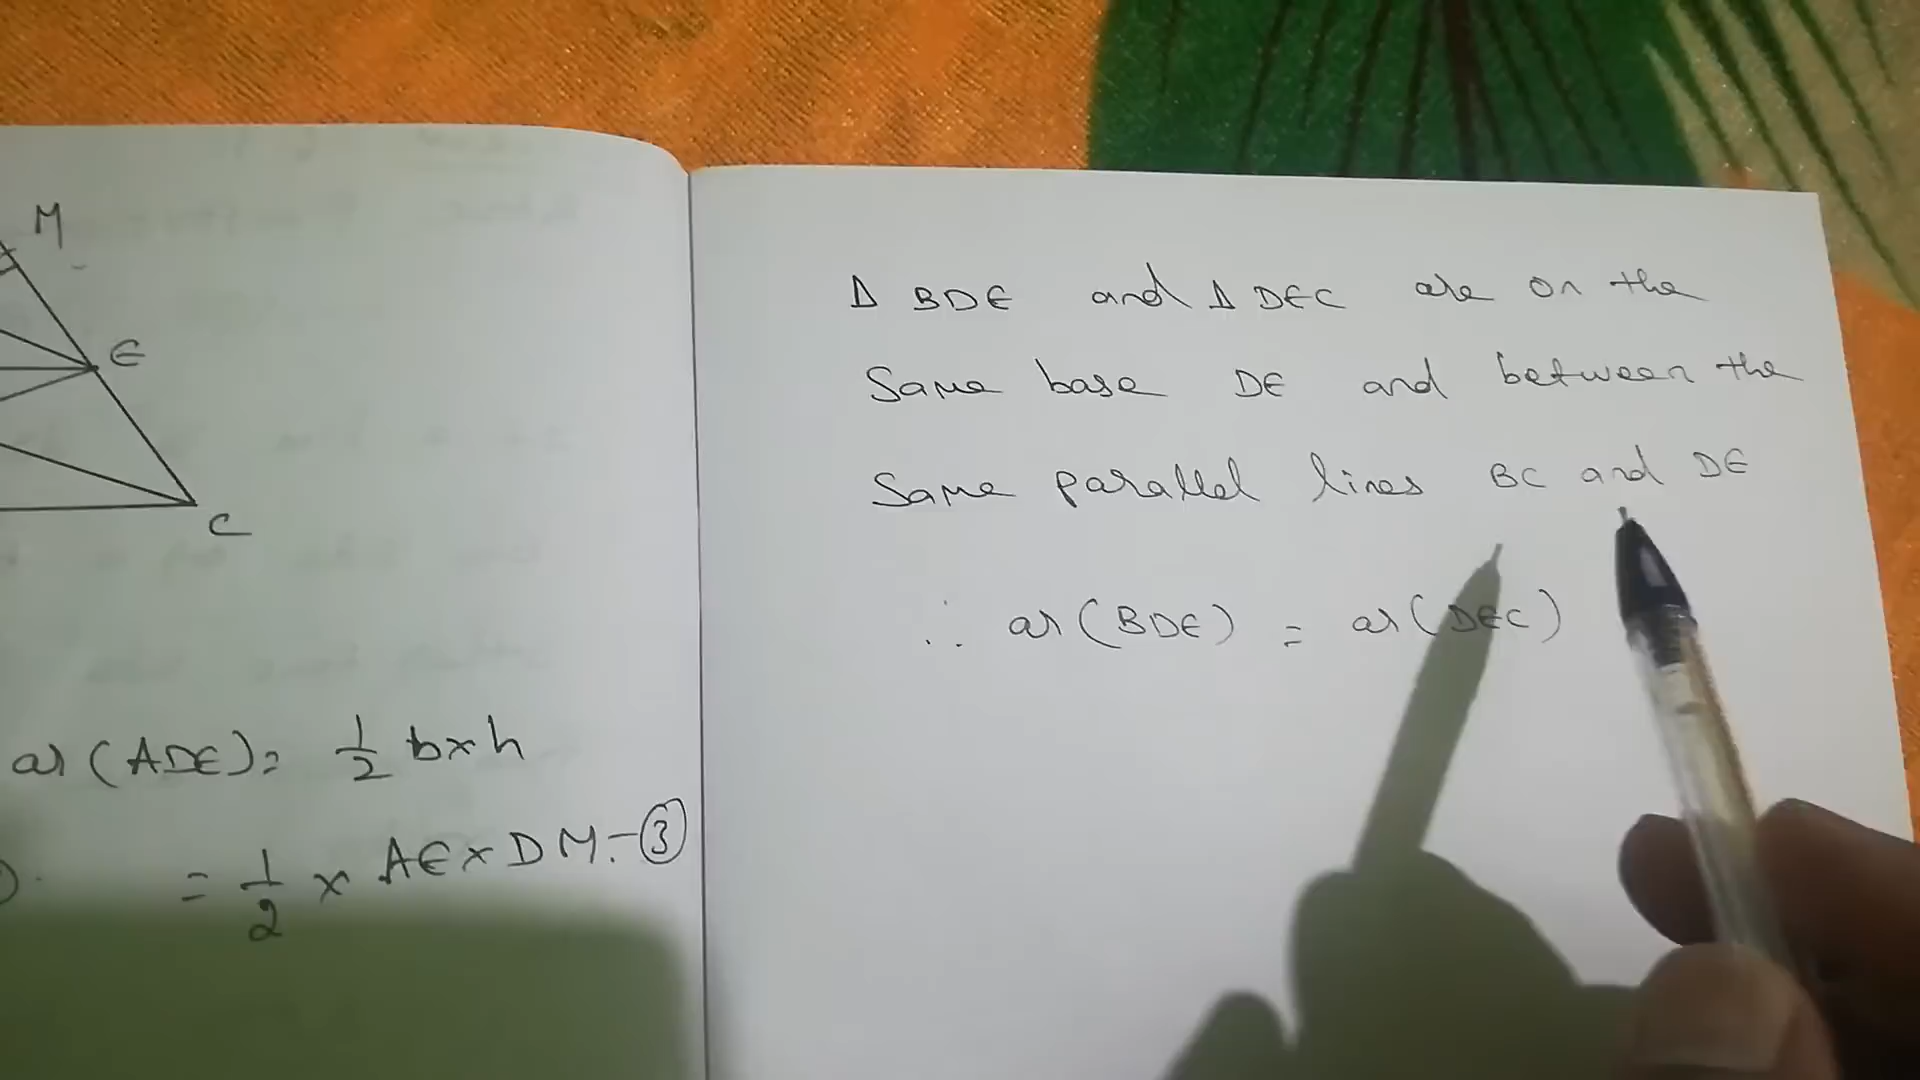 M
E
C
ar (ADE) = 1/2 b×h
= 1/2 × AE × DM. - ③
Δ BDE and Δ DEC are on the
Same base DE and between the
Same parallel lines BC and DE
∴ ar (BDE) = ar (DEC)